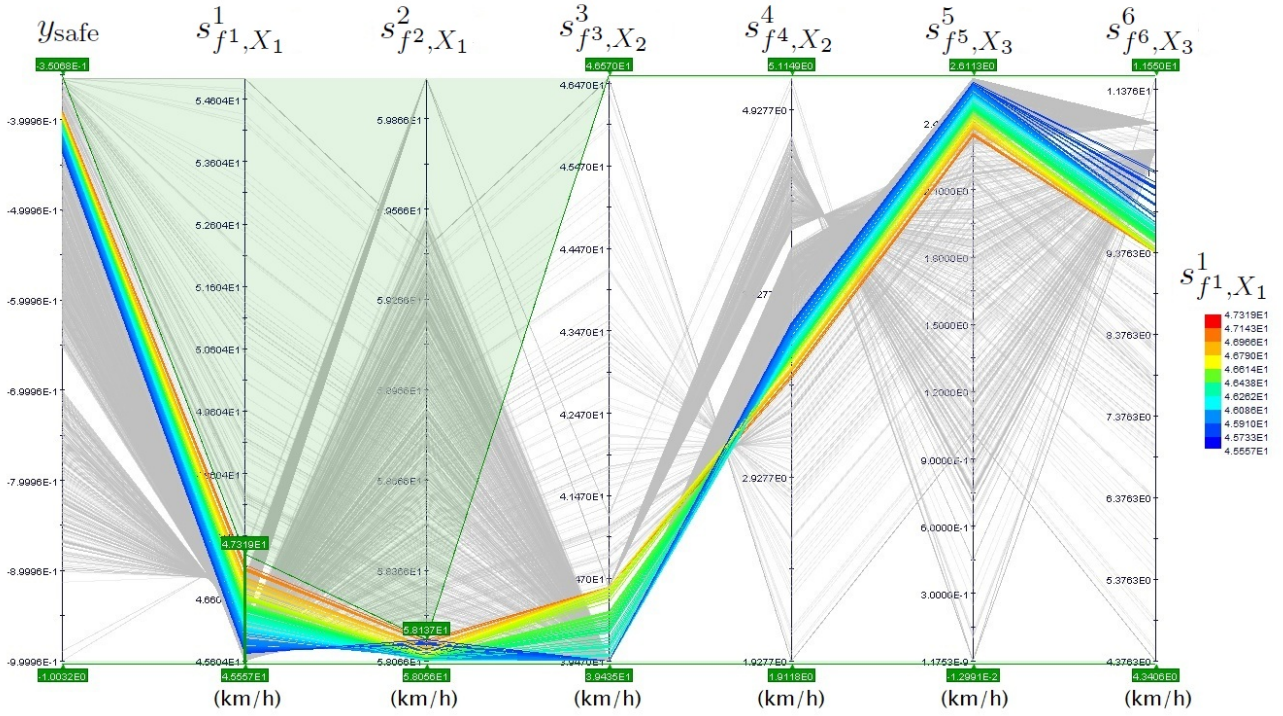 y_safe s^1_{f^1,X_1} s^2_{f^2,X_1} s^3_{f^3,X_2} s^4_{f^4,X_2} s^5_{f^5,X_3} s^6_{f^6,X_3}
-3.5068E-1 4.6570E1 5.1149E0 2.6113E0 1.1550E1
5.4604E1 5.9866E1 4.6470E1 4.9277E0 1.1376E1
-3.9996E-1
5.3604E1 4.5470E1
-4.9996E-1 5.2604E1 4.4470E1 1.8000E0 9.3763E0
-5.9996E-1 5.1604E1 4.3470E1 1.5000E0 8.3763E0
5.0604E1
-6.9996E-1 4.2470E1 1.2000E0 7.3763E0
-7.9996E-1 4.1470E1 2.9277E0 6.3763E0
4.7319E1 6.0000E-1
-8.9996E-1 5.3763E0
5.8137E1 3.0000E-1
-9.9996E-1 4.5604E1 5.8066E1 1.9277E0 1.1753E-9 4.3763E0
-1.0032E0 4.5557E1 5.8056E1 3.9435E1 1.9118E0 -1.2991E-2 4.3406E0
(km/h) (km/h) (km/h) (km/h) (km/h) (km/h)
s^1_{f^1,X_1}
4.7319E1
4.7143E1
4.6966E1
4.6790E1
4.6614E1
4.6438E1
4.6262E1
4.6086E1
4.5910E1
4.5733E1
4.5557E1